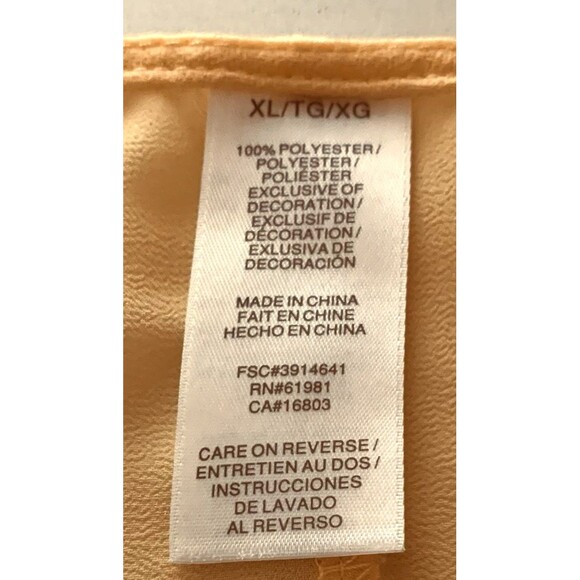 XL/TG/XG
100% POLYESTER/
POLYESTER/
POLIÉSTER
EXCLUSIVE OF
DECORATION/
EXCLUSIF DE
DÉCORATION/
EXLUSIVA DE
DECORACIÓN
MADE IN CHINA
FAIT EN CHINE
HECHO EN CHINA
FSC#3914641
RN#61981
CA#16803
CARE ON REVERSE/
ENTRETIEN AU DOS/
INSTRUCCIONES
DE LAVADO
AL REVERSO